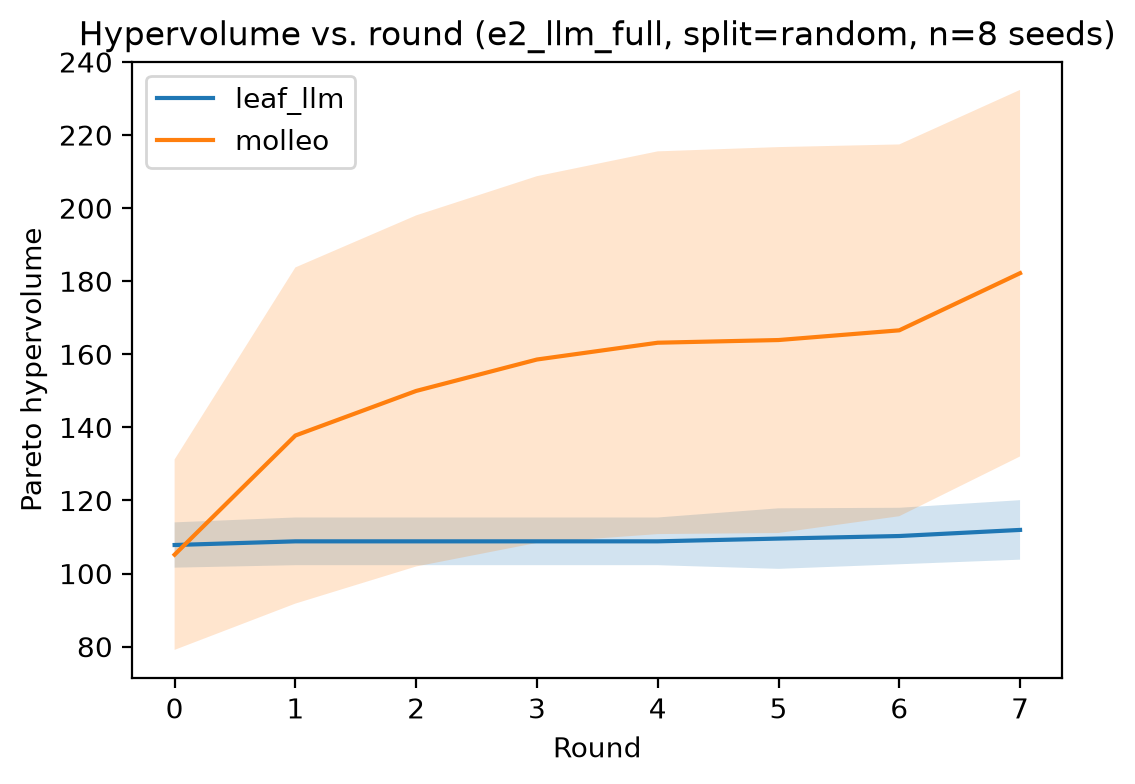 Hypervolume vs. round (e2_llm_full, split=random, n=8 seeds)
leaf_llm
molleo
Pareto hypervolume
240
220
200
180
160
140
120
100
80
0 1 2 3 4 5 6 7
Round